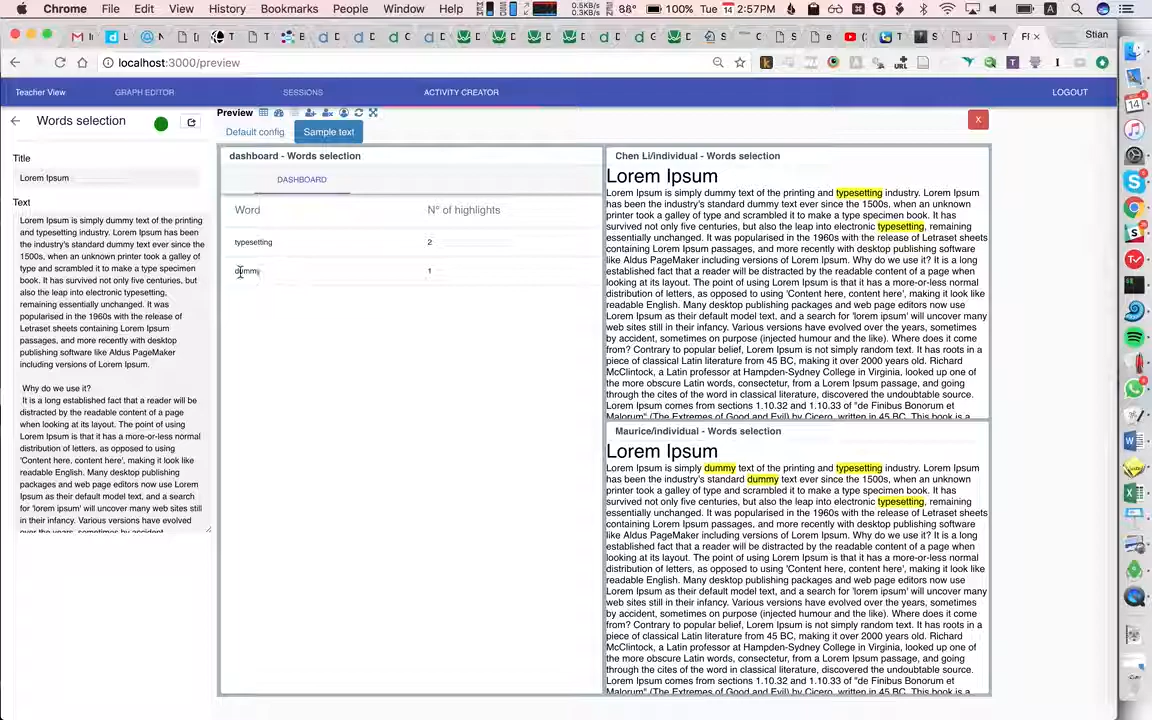 Chrome File Edit View History Bookmarks People Window Help 0.5KB/s 0.3KB/s 88° 100% Tue 14 2:57PM
Stian
localhost:3000/preview
Teacher View GRAPH EDITOR SESSIONS ACTIVITY CREATOR LOGOUT
Words selection
Title
Lorem Ipsum
Text
Lorem Ipsum is simply dummy text of the printing
and typesetting industry. Lorem Ipsum has been
the industry's standard dummy text ever since the
1500s, when an unknown printer took a galley of
type and scrambled it to make a type specimen
book. It has survived not only five centuries, but
also the leap into electronic typesetting,
remaining essentially unchanged. It was
popularised in the 1960s with the release of
Letraset sheets containing Lorem Ipsum
passages, and more recently with desktop
publishing software like Aldus PageMaker
including versions of Lorem Ipsum.
Why do we use it?
It is a long established fact that a reader will be
distracted by the readable content of a page
when looking at its layout. The point of using
Lorem Ipsum is that it has a more-or-less normal
distribution of letters, as opposed to using
'Content here, content here', making it look like
readable English. Many desktop publishing
packages and web page editors now use Lorem
Ipsum as their default model text, and a search
for 'lorem ipsum' will uncover many web sites still
in their infancy. Various versions have evolved
over the years, sometimes by accident
Preview
Default config Sample text
X
dashboard - Words selection
DASHBOARD
Word N° of highlights
typesetting 2
dummy 1
Chen Li/individual - Words selection
Lorem Ipsum
Lorem Ipsum is simply dummy text of the printing and typesetting industry. Lorem Ipsum
has been the industry's standard dummy text ever since the 1500s, when an unknown
printer took a galley of type and scrambled it to make a type specimen book. It has
survived not only five centuries, but also the leap into electronic typesetting, remaining
essentially unchanged. It was popularised in the 1960s with the release of Letraset sheets
containing Lorem Ipsum passages, and more recently with desktop publishing software
like Aldus PageMaker including versions of Lorem Ipsum. Why do we use it? It is a long
established fact that a reader will be distracted by the readable content of a page when
looking at its layout. The point of using Lorem Ipsum is that it has a more-or-less normal
distribution of letters, as opposed to using 'Content here, content here', making it look like
readable English. Many desktop publishing packages and web page editors now use
Lorem Ipsum as their default model text, and a search for 'lorem ipsum' will uncover many
web sites still in their infancy. Various versions have evolved over the years, sometimes
by accident, sometimes on purpose (injected humour and the like). Where does it come
from? Contrary to popular belief, Lorem Ipsum is not simply random text. It has roots in a
piece of classical Latin literature from 45 BC, making it over 2000 years old. Richard
McClintock, a Latin professor at Hampden-Sydney College in Virginia, looked up one of
the more obscure Latin words, consectetur, from a Lorem Ipsum passage, and going
through the cites of the word in classical literature, discovered the undoubtable source.
Lorem Ipsum comes from sections 1.10.32 and 1.10.33 of "de Finibus Bonorum et
Malorum" (The Extremes of Good and Evil) by Cicero, written in 45 BC. This book is a
Maurice/individual - Words selection
Lorem Ipsum
Lorem Ipsum is simply dummy text of the printing and typesetting industry. Lorem Ipsum
has been the industry's standard dummy text ever since the 1500s, when an unknown
printer took a galley of type and scrambled it to make a type specimen book. It has
survived not only five centuries, but also the leap into electronic typesetting, remaining
essentially unchanged. It was popularised in the 1960s with the release of Letraset sheets
containing Lorem Ipsum passages, and more recently with desktop publishing software
like Aldus PageMaker including versions of Lorem Ipsum. Why do we use it? It is a long
established fact that a reader will be distracted by the readable content of a page when
looking at its layout. The point of using Lorem Ipsum is that it has a more-or-less normal
distribution of letters, as opposed to using 'Content here, content here', making it look like
readable English. Many desktop publishing packages and web page editors now use
Lorem Ipsum as their default model text, and a search for 'lorem ipsum' will uncover many
web sites still in their infancy. Various versions have evolved over the years, sometimes
by accident, sometimes on purpose (injected humour and the like). Where does it come
from? Contrary to popular belief, Lorem Ipsum is not simply random text. It has roots in a
piece of classical Latin literature from 45 BC, making it over 2000 years old. Richard
McClintock, a Latin professor at Hampden-Sydney College in Virginia, looked up one of
the more obscure Latin words, consectetur, from a Lorem Ipsum passage, and going
through the cites of the word in classical literature, discovered the undoubtable source.
Lorem Ipsum comes from sections 1.10.32 and 1.10.33 of "de Finibus Bonorum et
Malorum" (The Extremes of Good and Evil) by Cicero, written in 45 BC. This book is a